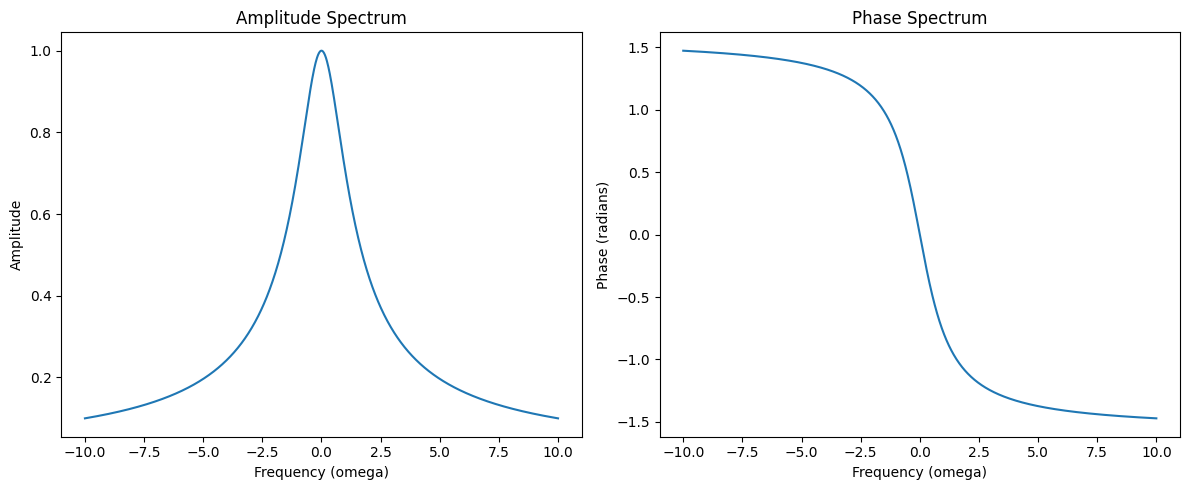 Amplitude Spectrum
Amplitude
1.0
0.8
0.6
0.4
0.2
−10.0 −7.5 −5.0 −2.5 0.0 2.5 5.0 7.5 10.0
Frequency (omega)
Phase Spectrum
Phase (radians)
1.5
1.0
0.5
0.0
−0.5
−1.0
−1.5
−10.0 −7.5 −5.0 −2.5 0.0 2.5 5.0 7.5 10.0
Frequency (omega)